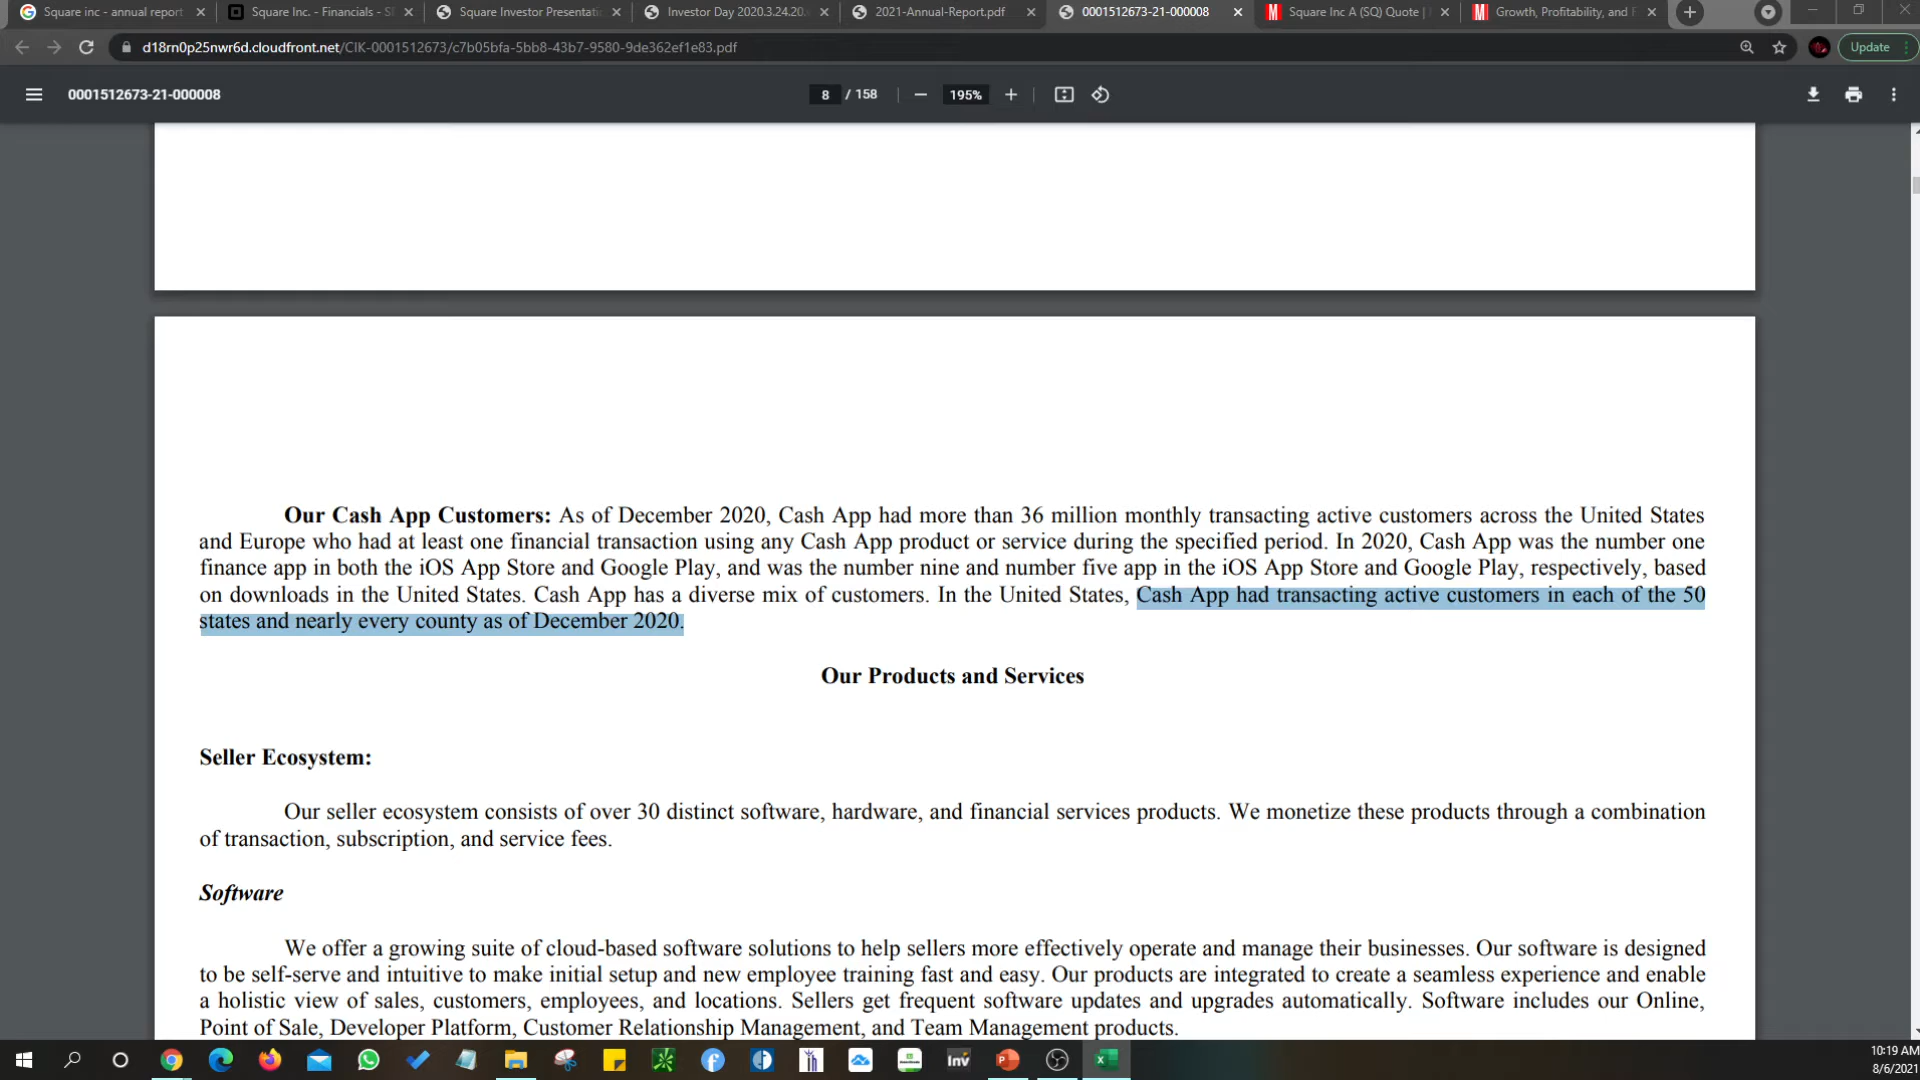 Square inc - annual report
Square Inc. - Financials - S
Square Investor Presentati
Investor Day 2020.3.24.20.
2021-Annual-Report.pdf
0001512673-21-000008
Square Inc A (SQ) Quote |
Growth, Profitability, and F
d18rn0p25nwr6d.cloudfront.net/CIK-0001512673/c7b05bfa-5bb8-43b7-9580-9de362ef1e83.pdf
Update
0001512673-21-000008
8 / 158
195%
Our Cash App Customers: As of December 2020, Cash App had more than 36 million monthly transacting active customers across the United States
and Europe who had at least one financial transaction using any Cash App product or service during the specified period. In 2020, Cash App was the number one
finance app in both the iOS App Store and Google Play, and was the number nine and number five app in the iOS App Store and Google Play, respectively, based
on downloads in the United States. Cash App has a diverse mix of customers. In the United States, Cash App had transacting active customers in each of the 50
states and nearly every county as of December 2020.
Our Products and Services
Seller Ecosystem:
Our seller ecosystem consists of over 30 distinct software, hardware, and financial services products. We monetize these products through a combination
of transaction, subscription, and service fees.
Software
We offer a growing suite of cloud-based software solutions to help sellers more effectively operate and manage their businesses. Our software is designed
to be self-serve and intuitive to make initial setup and new employee training fast and easy. Our products are integrated to create a seamless experience and enable
a holistic view of sales, customers, employees, and locations. Sellers get frequent software updates and upgrades automatically. Software includes our Online,
Point of Sale, Developer Platform, Customer Relationship Management, and Team Management products.
Inv
10:19 AM
8/6/2021